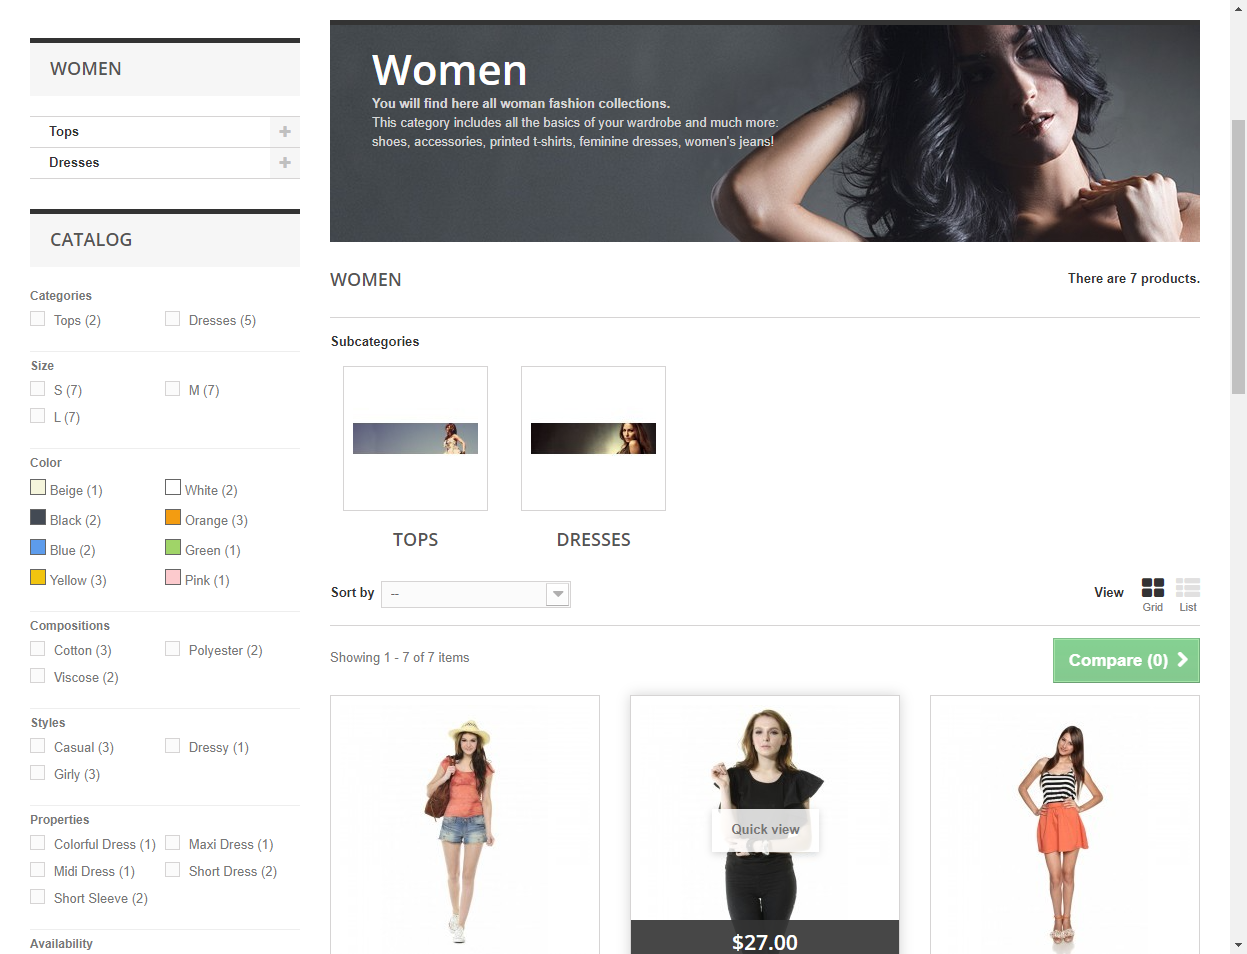 WOMEN
Tops
Dresses
CATALOG
Categories
Tops (2)
Dresses (5)
Size
S (7)
M (7)
L (7)
Color
Beige (1)
White (2)
Black (2)
Orange (3)
Blue (2)
Green (1)
Yellow (3)
Pink (1)
Compositions
Cotton (3)
Polyester (2)
Viscose (2)
Styles
Casual (3)
Dressy (1)
Girly (3)
Properties
Colorful Dress (1)
Maxi Dress (1)
Midi Dress (1)
Short Dress (2)
Short Sleeve (2)
Availability
Women
You will find here all woman fashion collections.
This category includes all the basics of your wardrobe and much more:
shoes, accessories, printed t-shirts, feminine dresses, women's jeans!
WOMEN
There are 7 products.
Subcategories
TOPS
DRESSES
Sort by
--
View
Grid
List
Showing 1 - 7 of 7 items
Compare (0)
Quick view
$27.00